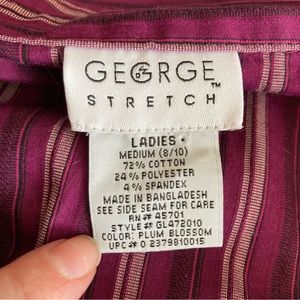 GEORGE
TM
STRETCH
LADIES •
MEDIUM (8/10)
72% COTTON
24% POLYESTER
4% SPANDEX
MADE IN BANGLADESH
SEE SIDE SEAM FOR CARE
RN# 45701
STYLE# GL472010
COLOR: PLUM BLOSSOM
UPC# 0 2379810015